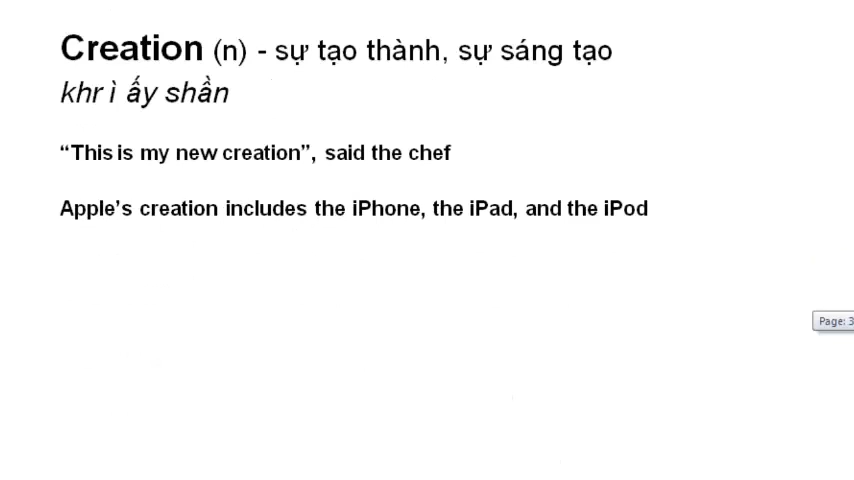 Creation (n) - sự tạo thành, sự sáng tạo
khr ì ấy shần
“This is my new creation”, said the chef
Apple’s creation includes the iPhone, the iPad, and the iPod
Page: 3